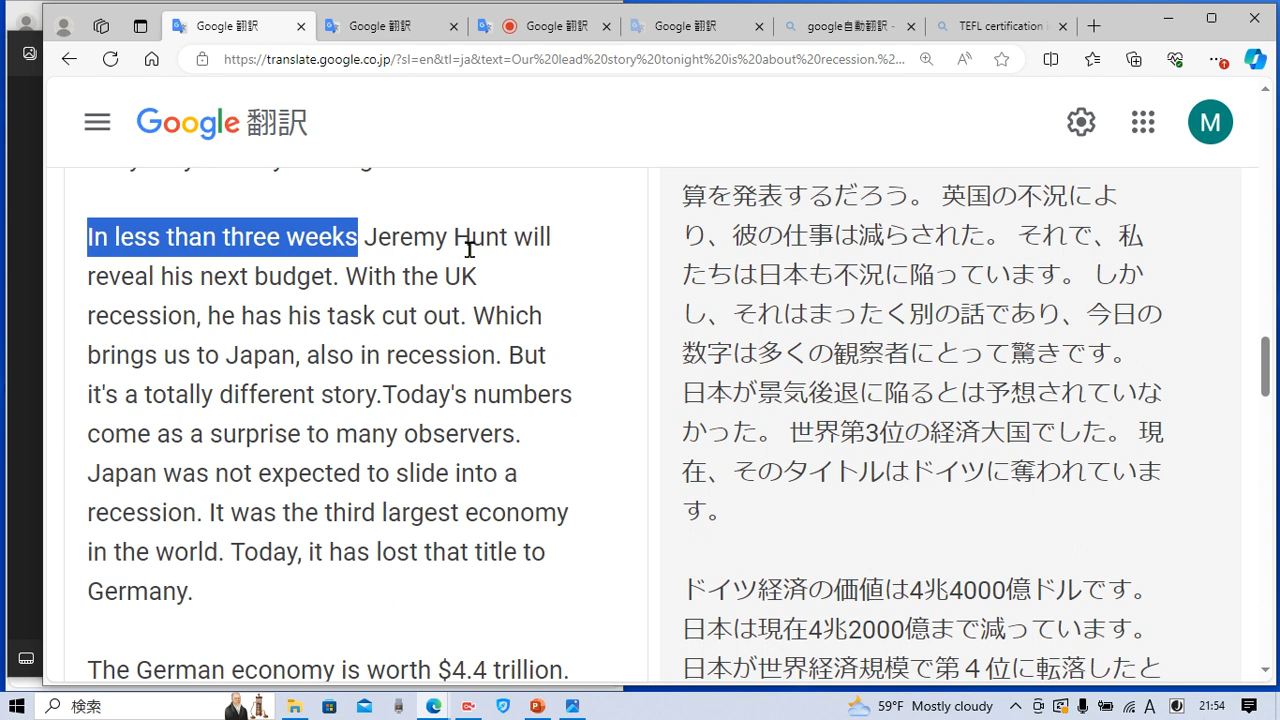 Google 翻訳
Google 翻訳
Google 翻訳
Google 翻訳
google自動翻訳 -
TEFL certification i
https://translate.google.co.jp/?sl=en&tl=ja&text=Our%20lead%20story%20tonight%20is%20about%20recession.%2...
Google 翻訳
M
In less than three weeks Jeremy Hunt will
reveal his next budget. With the UK
recession, he has his task cut out. Which
brings us to Japan, also in recession. But
it's a totally different story.Today's numbers
come as a surprise to many observers.
Japan was not expected to slide into a
recession. It was the third largest economy
in the world. Today, it has lost that title to
Germany.
The German economy is worth $4.4 trillion.
算を発表するだろう。 英国の不況によ
り、彼の仕事は減らされた。 それで、私
たちは日本も不況に陥っています。 しか
し、それはまったく別の話であり、今日の
数字は多くの観察者にとって驚きです。
日本が景気後退に陥るとは予想されていな
かった。 世界第3位の経済大国でした。 現
在、そのタイトルはドイツに奪われていま
す。
ドイツ経済の価値は4兆4000億ドルです。
日本は現在4兆2000億まで減っています。
日本が世界経済規模で第４位に転落したと
検索
59°F Mostly cloudy
A
21:54